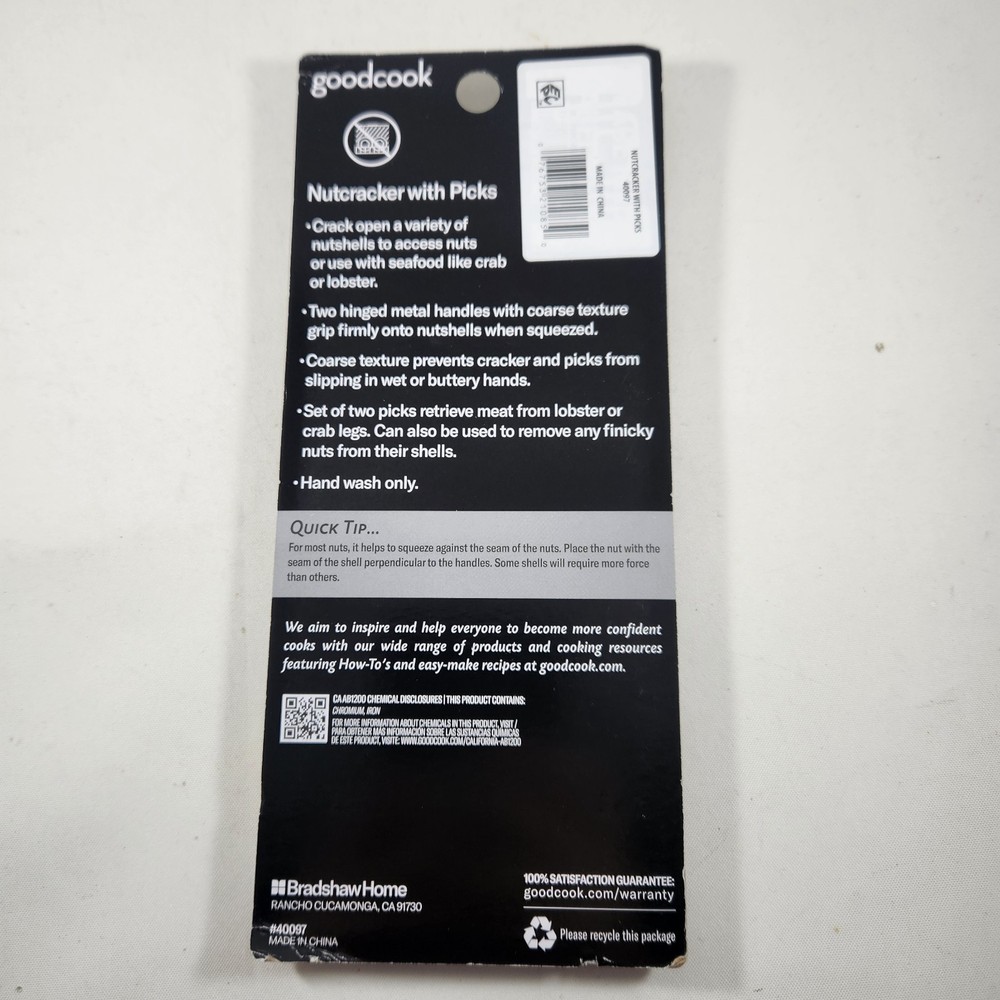 goodcook
NUTCRACKER WITH PICKS
40097
MADE IN CHINA
Nutcracker with Picks
•Crack open a variety of
nutshells to access nuts
or use with seafood like crab
or lobster.
•Two hinged metal handles with coarse texture
grip firmly onto nutshells when squeezed.
•Coarse texture prevents cracker and picks from
slipping in wet or buttery hands.
•Set of two picks retrieve meat from lobster or
crab legs. Can also be used to remove any finicky
nuts from their shells.
•Hand wash only.
QUICK TIP...
For most nuts, it helps to squeeze against the seam of the nuts. Place the nut with the
seam of the shell perpendicular to the handles. Some shells will require more force
than others.
We aim to inspire and help everyone to become more confident
cooks with our wide range of products and cooking resources
featuring How-To's and easy-make recipes at goodcook.com.
CA AB1200 CHEMICAL DISCLOSURES | THIS PRODUCT CONTAINS:
CHROMIUM, IRON
FOR MORE INFORMATION ABOUT CHEMICALS IN THIS PRODUCT, VISIT /
PARA OBTENER MÁS INFORMACIÓN SOBRE LAS SUSTANCIAS QUÍMICAS
DE ESTE PRODUCTO, VISITE: WWW.GOODCOOK.COM/CALIFORNIA-AB1200
Bradshaw Home
RANCHO CUCAMONGA, CA 91730
#40097
MADE IN CHINA
100% SATISFACTION GUARANTEE:
goodcook.com/warranty
Please recycle this package